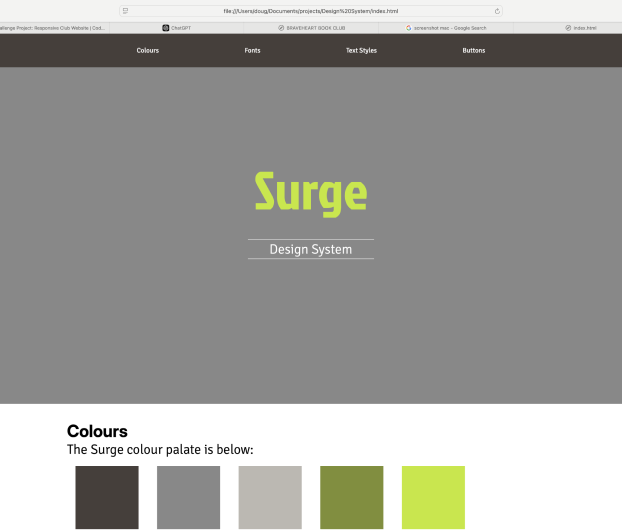 file:///Users/doug/Documents/projects/Design%20System/index.html
allenge Project: Responsive Club Website | Cod...
ChatGPT
BRAVEHEART BOOK CLUB
screenshot mac - Google Search
index.html
Colours
Fonts
Text Styles
Buttons
Surge
Design System
Colours
The Surge colour palate is below: